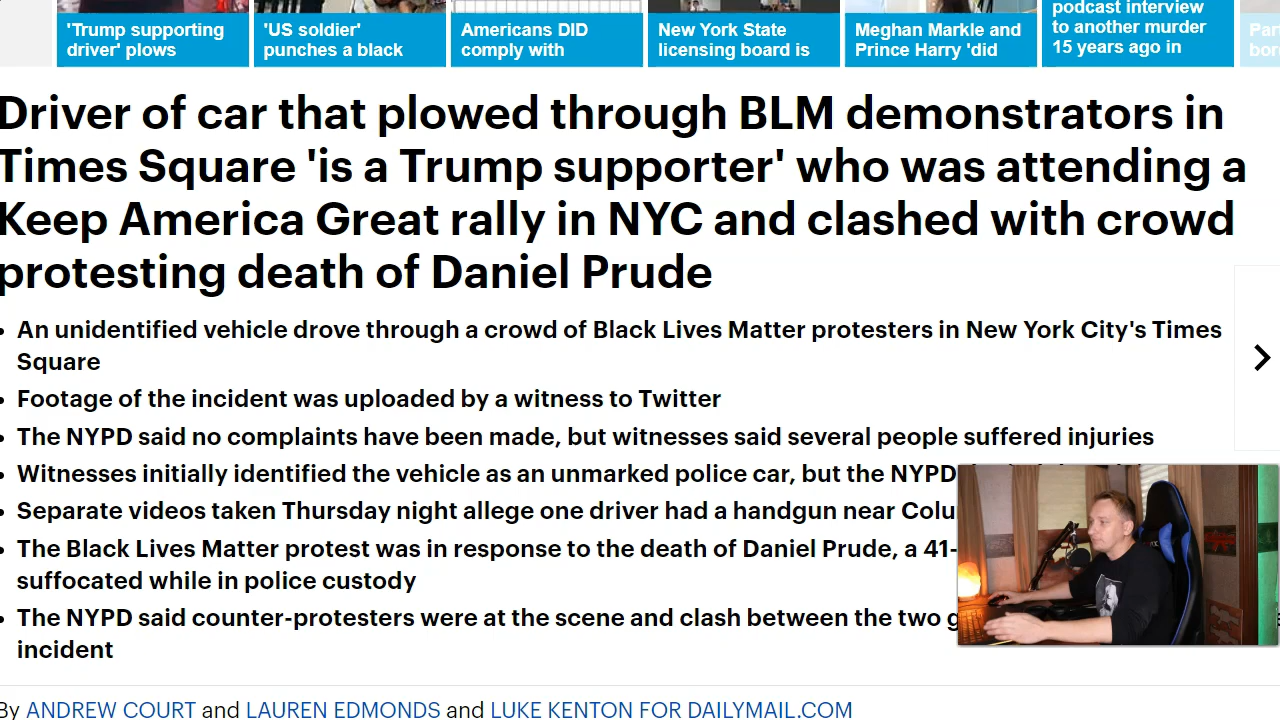 'Trump supporting
driver' plows
'US soldier'
punches a black
Americans DID
comply with
New York State
licensing board is
Meghan Markle and
Prince Harry 'did
podcast interview
to another murder
15 years ago in
Driver of car that plowed through BLM demonstrators in
Times Square 'is a Trump supporter' who was attending a
Keep America Great rally in NYC and clashed with crowd
protesting death of Daniel Prude
• An unidentified vehicle drove through a crowd of Black Lives Matter protesters in New York City's Times
Square
• Footage of the incident was uploaded by a witness to Twitter
• The NYPD said no complaints have been made, but witnesses said several people suffered injuries
• Witnesses initially identified the vehicle as an unmarked police car, but the NYPD
• Separate videos taken Thursday night allege one driver had a handgun near Colu
• The Black Lives Matter protest was in response to the death of Daniel Prude, a 41-
suffocated while in police custody
• The NYPD said counter-protesters were at the scene and clash between the two g
incident
By ANDREW COURT and LAUREN EDMONDS and LUKE KENTON FOR DAILYMAIL.COM